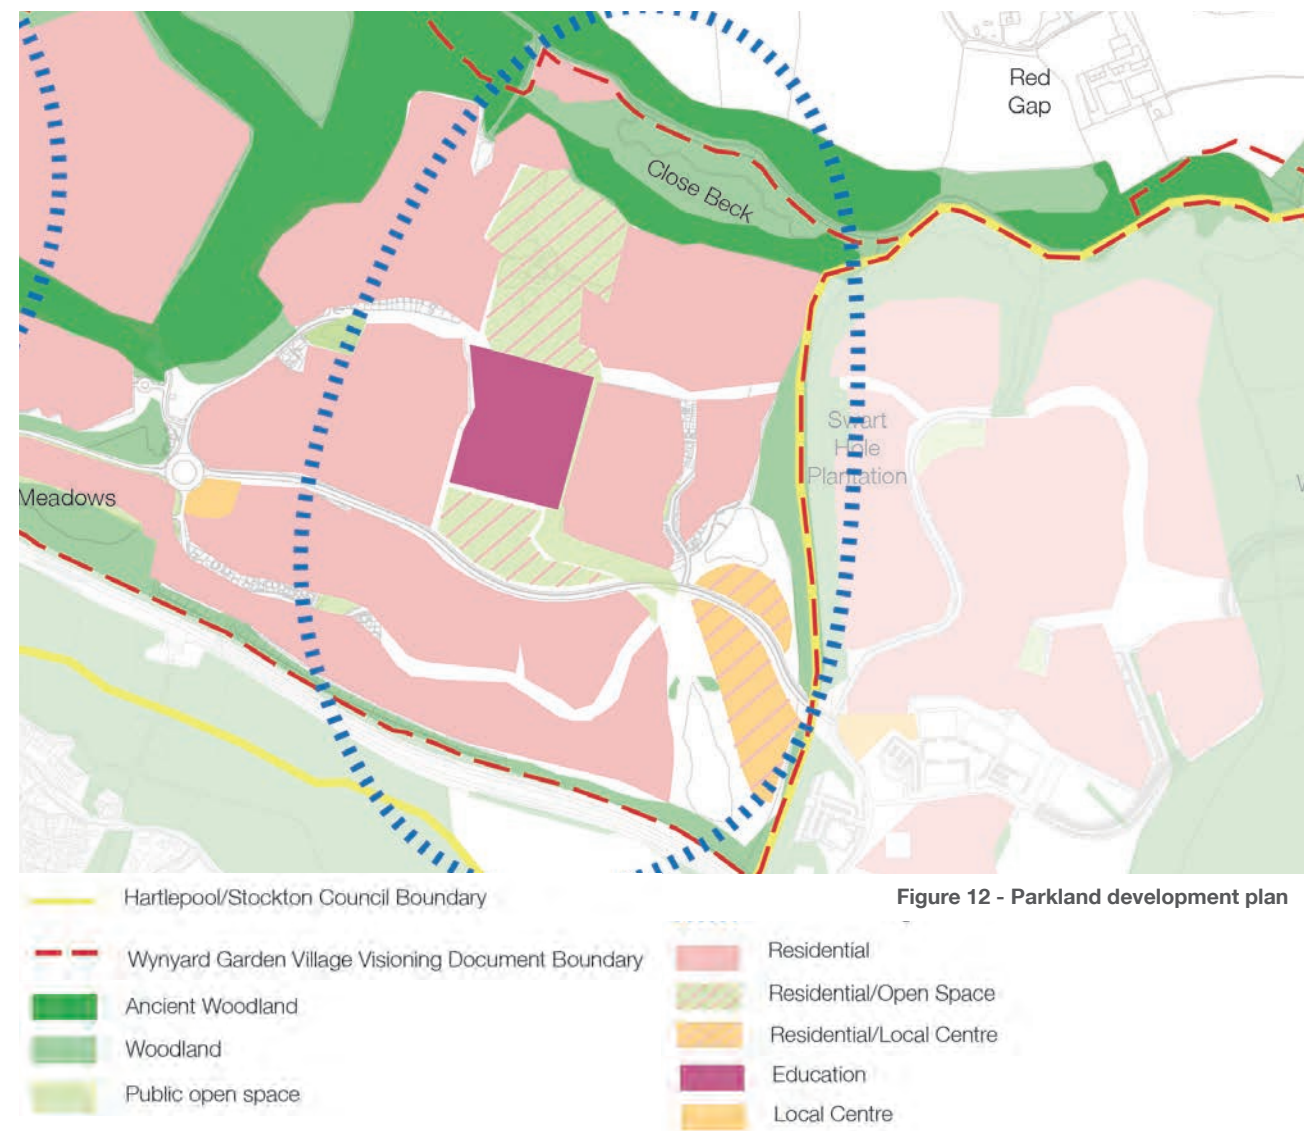 Red
Gap
Close Beck
Swart
Hole
Plantation
Meadows
Figure 12 - Parkland development plan
Hartlepool/Stockton Council Boundary
Wynyard Garden Village Visioning Document Boundary
Ancient Woodland
Woodland
Public open space
Residential
Residential/Open Space
Residential/Local Centre
Education
Local Centre